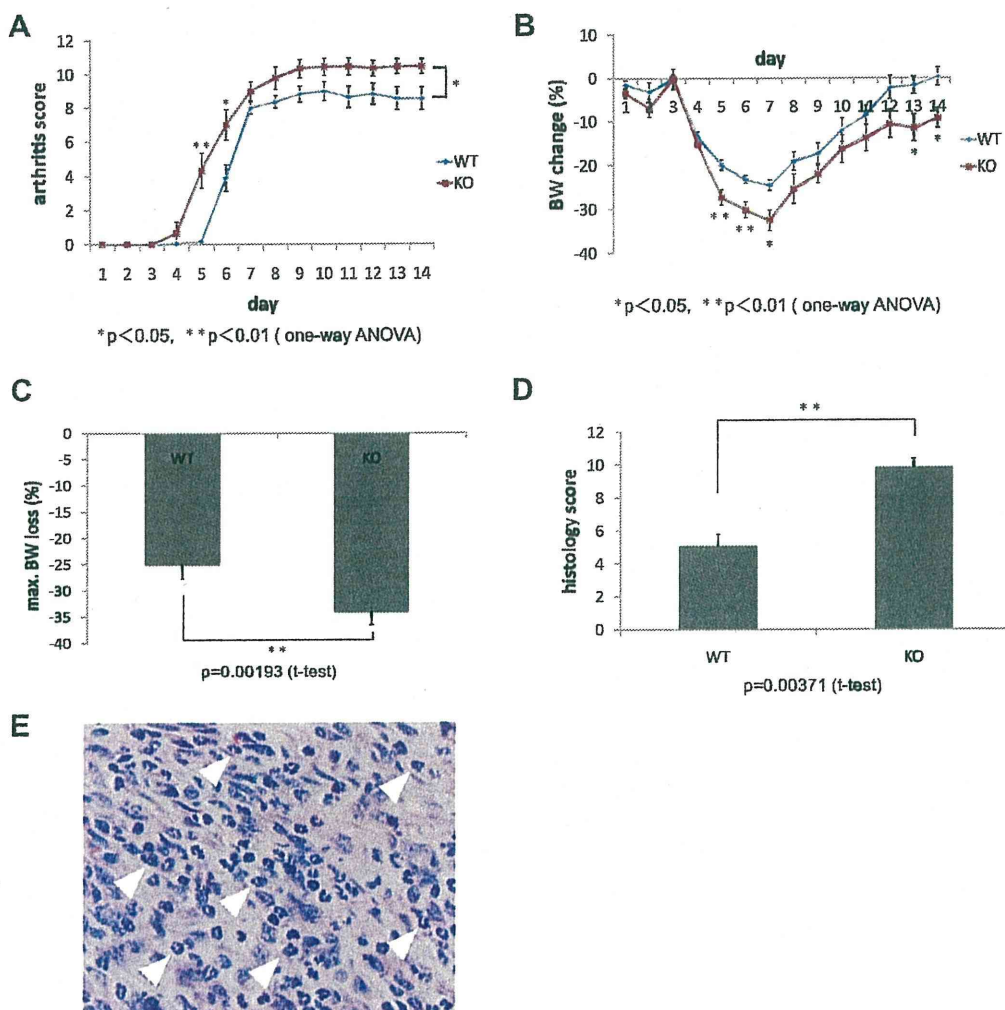 A
arthritis score
12
10
8
6
4
2
0
**
*
*
WT
KO
1 2 3 4 5 6 7 8 9 10 11 12 13 14
day
*p<0.05, **p<0.01 ( one-way ANOVA)
B
BW change (%)
10
0
-10
-20
-30
-40
day
1 3 4 5 6 7 8 9 10 11 12 13 14
WT
KO
**
**
*
*
*
*p<0.05, **p<0.01 ( one-way ANOVA)
C
max. BW loss (%)
0
-5
-10
-15
-20
-25
-30
-35
-40
WT
KO
**
p=0.00193 (t-test)
D
histology score
12
10
8
6
4
2
0
**
WT
KO
p=0.00371 (t-test)
E